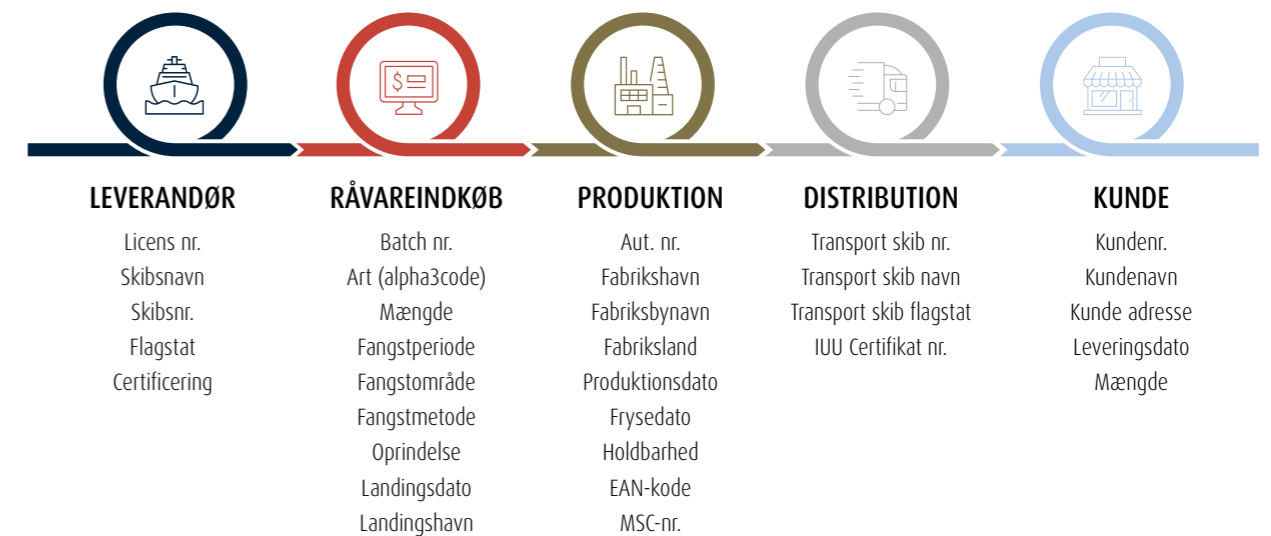 $
LEVERANDØR
Licens nr.
Skibsnavn
Skibsnr.
Flagstat
Certificering
RÅVAREINDKØB
Batch nr.
Art (alpha3code)
Mængde
Fangstperiode
Fangstområde
Fangstmetode
Oprindelse
Landingsdato
Landingshavn
PRODUKTION
Aut. nr.
Fabrikshavn
Fabriksbynavn
Fabriksland
Produktionsdato
Frysedato
Holdbarhed
EAN-kode
MSC-nr.
DISTRIBUTION
Transport skib nr.
Transport skib navn
Transport skib flagstat
IUU Certifikat nr.
KUNDE
Kundenr.
Kundenavn
Kunde adresse
Leveringsdato
Mængde